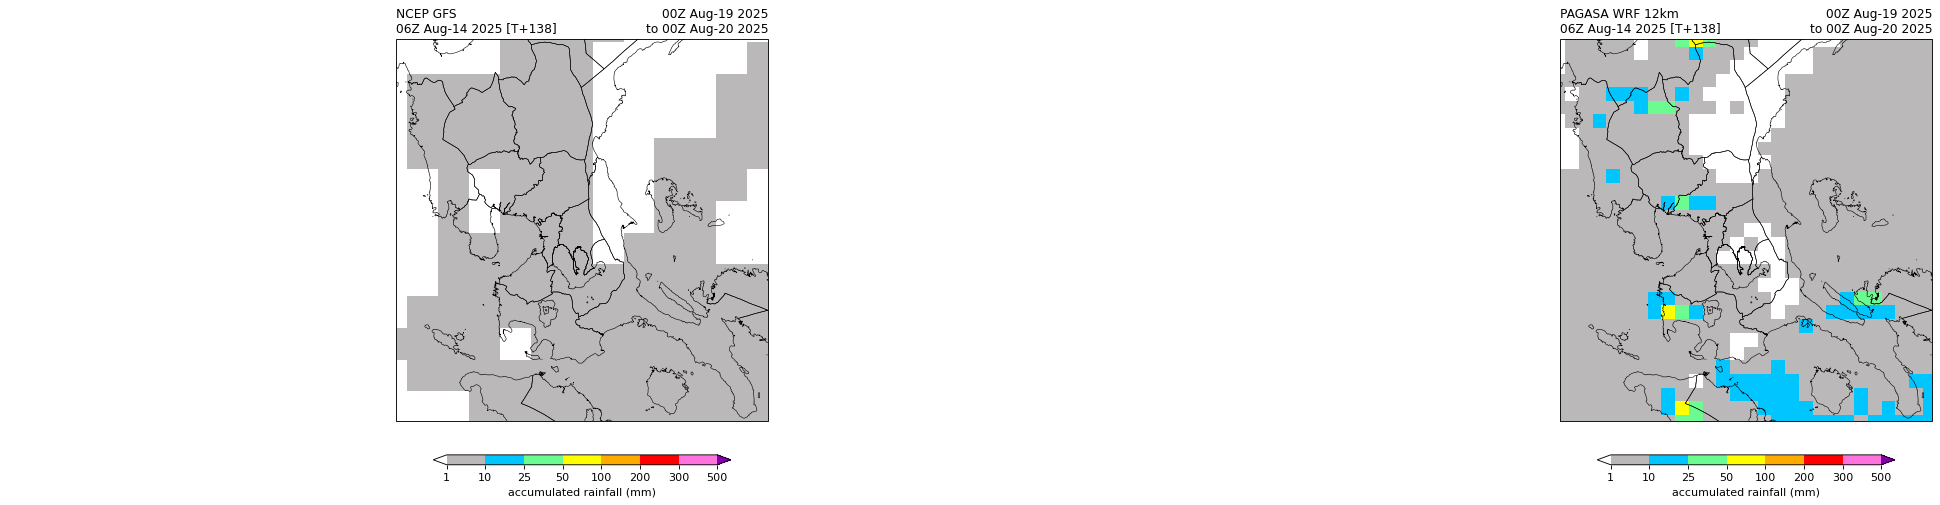 NCEP GFS 00Z Aug-19 2025
06Z Aug-14 2025 [T+138] to 00Z Aug-20 2025
1 10 25 50 100 200 300 500
accumulated rainfall (mm)
PAGASA WRF 12km 00Z Aug-19 2025
06Z Aug-14 2025 [T+138] to 00Z Aug-20 2025
1 10 25 50 100 200 300 500
accumulated rainfall (mm)